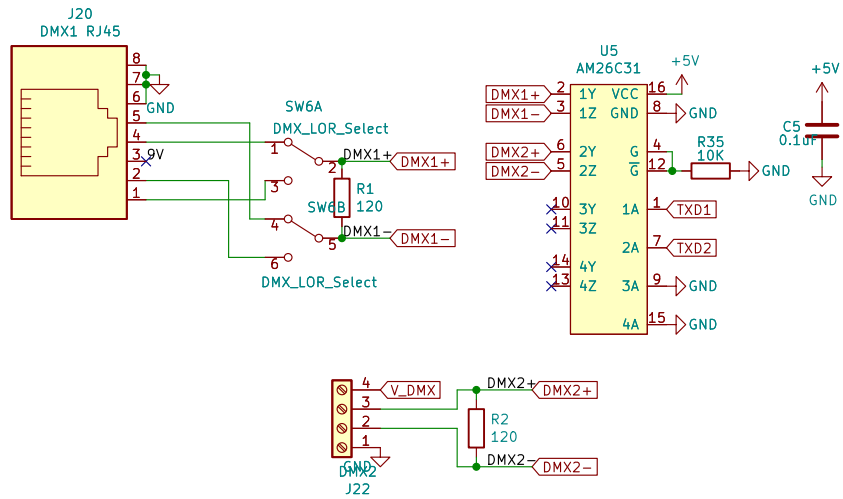 J20
DMX1 RJ45
8
7
6
GND
5
4
3
9V
2
1
SW6A
DMX_LOR_Select
1
2
3
DMX1+
DMX1+
R1
120
SW6B
4
5
6
DMX1-
DMX1-
DMX_LOR_Select
U5
AM26C31
DMX1+ 2 1Y VCC 16 +5V
DMX1- 3 1Z GND 8 GND
DMX2+ 6 2Y G 4
DMX2- 5 2Z G 12
R35
10K
GND
10 3Y 1A 1 TXD1
11 3Z
2A 7 TXD2
14 4Y
13 4Z 3A 9 GND
4A 15 GND
+5V
C5
0.1uF
GND
4 V_DMX
3
2
1
GND
DMX2
J22
DMX2+
DMX2+
R2
120
DMX2-
DMX2-